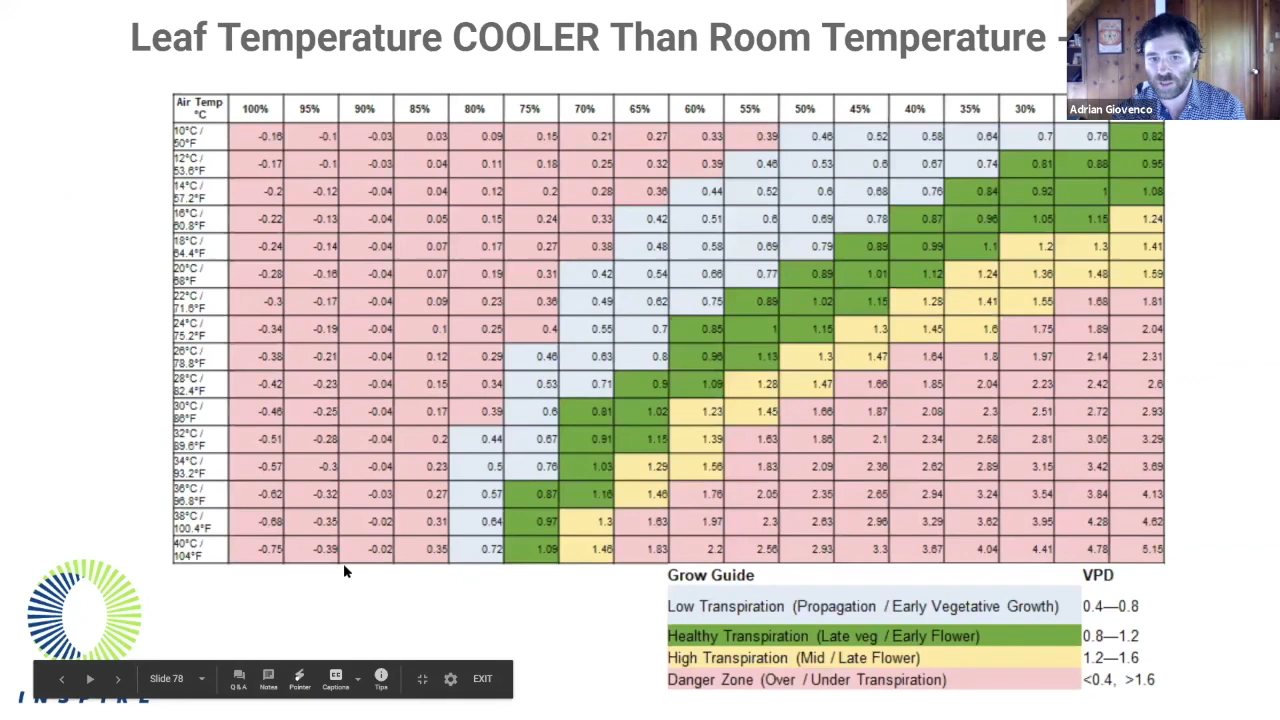 Leaf Temperature COOLER Than Room Temperature -
Adrian Giovenco
Air Temp °C 100% 95% 90% 85% 80% 75% 70% 65% 60% 55% 50% 45% 40% 35% 30%
10°C / 50°F -0.16 -0.1 -0.03 0.03 0.09 0.15 0.21 0.27 0.33 0.39 0.46 0.52 0.58 0.64 0.7 0.76 0.82
12°C / 53.6°F -0.17 -0.1 -0.03 0.04 0.11 0.18 0.25 0.32 0.39 0.46 0.53 0.6 0.67 0.74 0.81 0.88 0.95
14°C / 57.2°F -0.2 -0.12 -0.04 0.04 0.12 0.2 0.28 0.36 0.44 0.52 0.6 0.68 0.76 0.84 0.92 1 1.08
16°C / 60.8°F -0.22 -0.13 -0.04 0.05 0.15 0.24 0.33 0.42 0.51 0.6 0.69 0.78 0.87 0.96 1.05 1.15 1.24
18°C / 64.4°F -0.24 -0.14 -0.04 0.07 0.17 0.27 0.38 0.48 0.58 0.69 0.79 0.89 0.99 1.1 1.2 1.3 1.41
20°C / 68°F -0.28 -0.16 -0.04 0.07 0.19 0.31 0.42 0.54 0.66 0.77 0.89 1.01 1.12 1.24 1.36 1.48 1.59
22°C / 71.6°F -0.3 -0.17 -0.04 0.09 0.23 0.36 0.49 0.62 0.75 0.89 1.02 1.15 1.28 1.41 1.55 1.68 1.81
24°C / 75.2°F -0.34 -0.19 -0.04 0.1 0.25 0.4 0.55 0.7 0.85 1 1.15 1.3 1.45 1.6 1.75 1.89 2.04
26°C / 78.8°F -0.38 -0.21 -0.04 0.12 0.29 0.46 0.63 0.8 0.96 1.13 1.3 1.47 1.64 1.8 1.97 2.14 2.31
28°C / 82.4°F -0.42 -0.23 -0.04 0.15 0.34 0.53 0.71 0.9 1.09 1.28 1.47 1.66 1.85 2.04 2.23 2.42 2.6
30°C / 86°F -0.46 -0.25 -0.04 0.17 0.39 0.6 0.81 1.02 1.23 1.45 1.66 1.87 2.08 2.3 2.51 2.72 2.93
32°C / 89.6°F -0.51 -0.28 -0.04 0.2 0.44 0.67 0.91 1.15 1.39 1.63 1.86 2.1 2.34 2.58 2.81 3.05 3.29
34°C / 93.2°F -0.57 -0.3 -0.04 0.23 0.5 0.76 1.03 1.29 1.56 1.83 2.09 2.36 2.62 2.89 3.15 3.42 3.69
36°C / 96.8°F -0.62 -0.32 -0.03 0.27 0.57 0.87 1.16 1.46 1.76 2.05 2.35 2.65 2.94 3.24 3.54 3.84 4.13
38°C / 100.4°F -0.68 -0.35 -0.02 0.31 0.64 0.97 1.3 1.63 1.97 2.3 2.63 2.96 3.29 3.62 3.95 4.28 4.62
40°C / 104°F -0.75 -0.39 -0.02 0.35 0.72 1.09 1.46 1.83 2.2 2.56 2.93 3.3 3.67 4.04 4.41 4.78 5.15
Grow Guide VPD
Low Transpiration (Propagation / Early Vegetative Growth) 0.4—0.8
Healthy Transpiration (Late veg / Early Flower) 0.8—1.2
High Transpiration (Mid / Late Flower) 1.2—1.6
Danger Zone (Over / Under Transpiration) <0.4, >1.6
Slide 78 Q & A Notes Pointer Captions Tips EXIT
INSPIRE